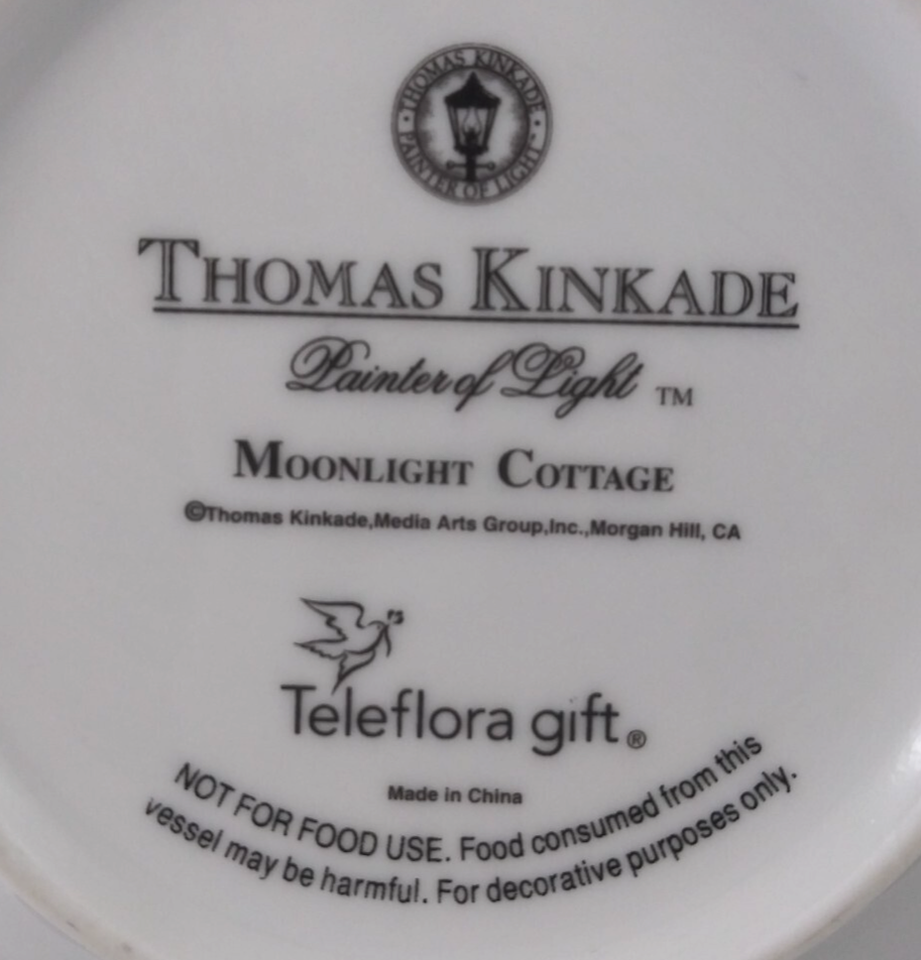 THOMAS KINKADE
PAINTER OF LIGHT™
THOMAS KINKADE
Painter of Light ™
MOONLIGHT COTTAGE
©Thomas Kinkade,Media Arts Group,Inc.,Morgan Hill, CA
Teleflora gift®
Made in China
NOT FOR FOOD USE. Food consumed from this
vessel may be harmful. For decorative purposes only.